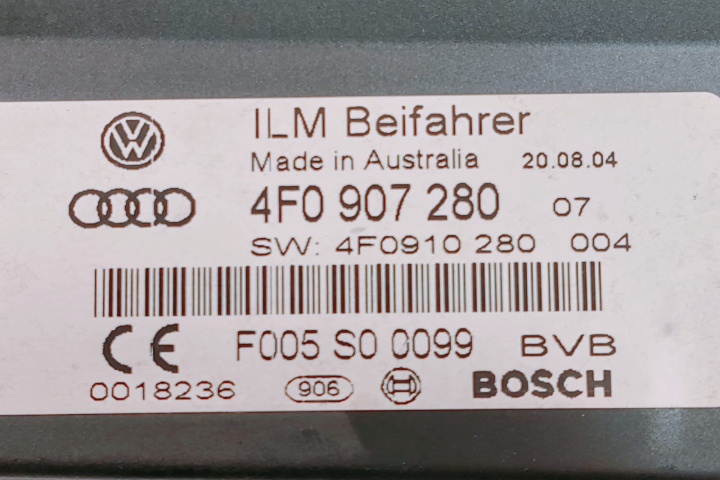 ILM Beifahrer
Made in Australia 20.08.04
4F0 907 280 07
SW: 4F0910 280 004
CE F005 S0 0099 BVB
0018236 906 BOSCH